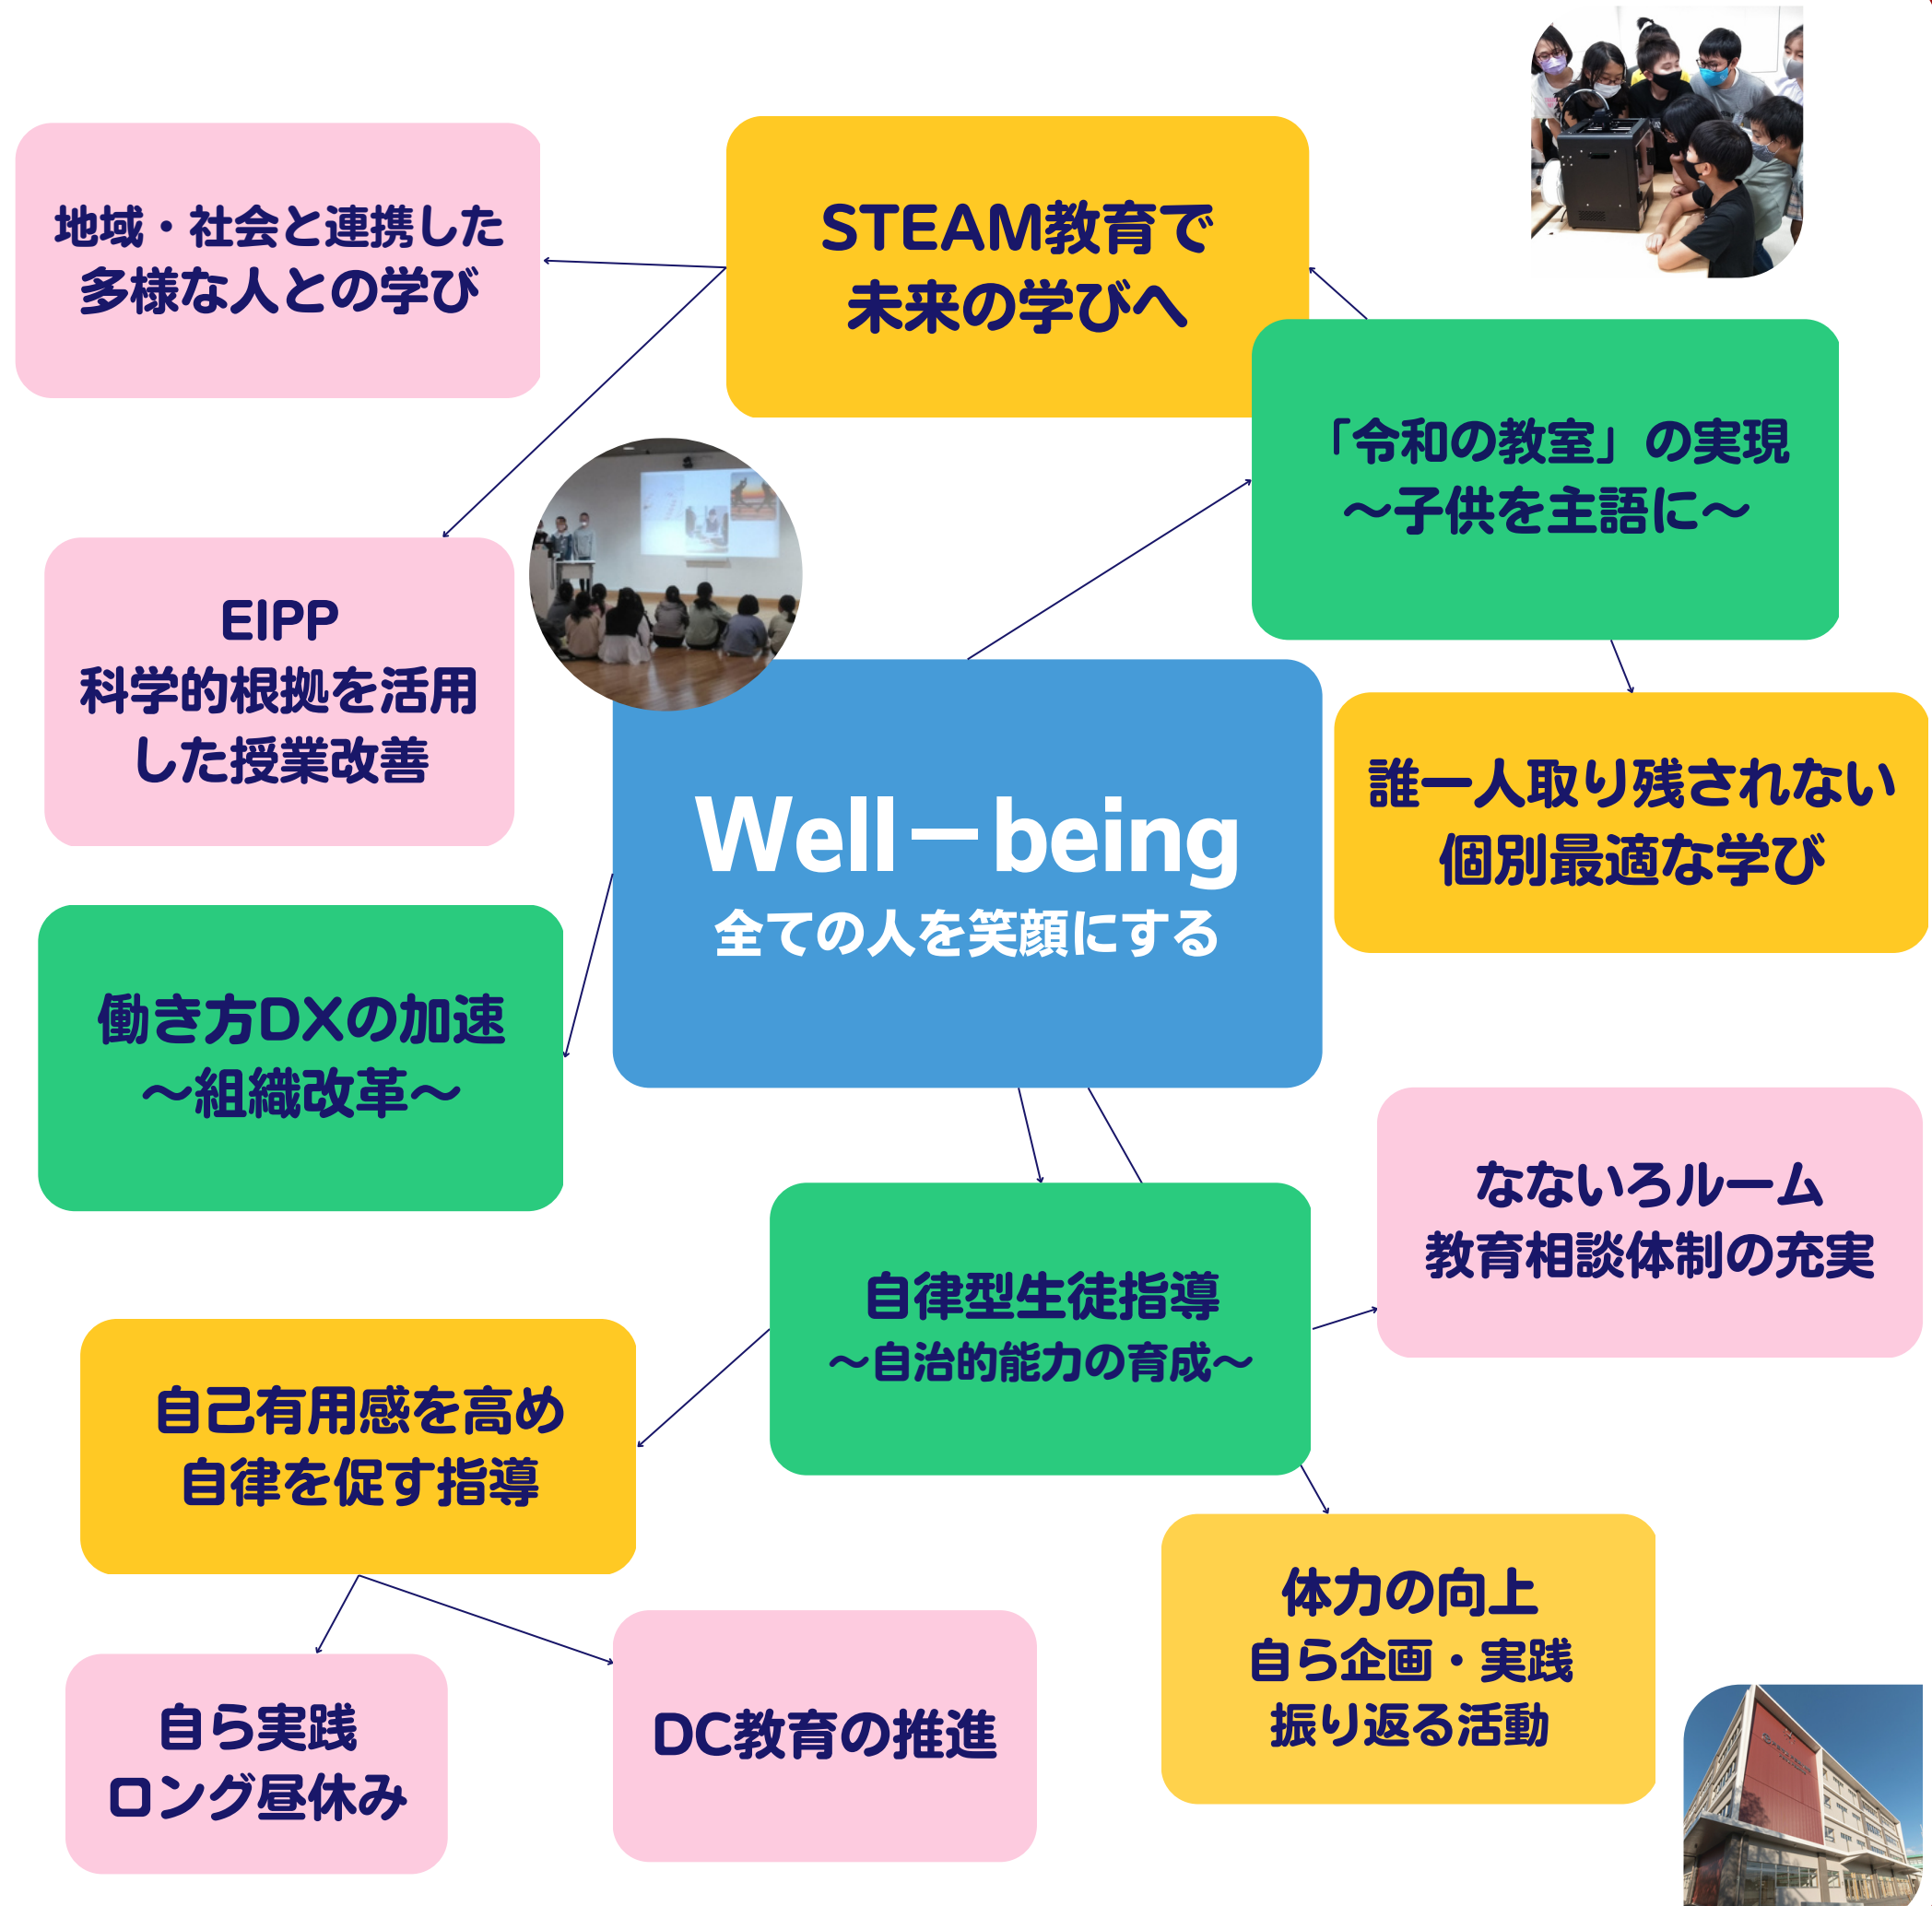 地域・社会と連携した
多様な人との学び
STEAM教育で
未来の学びへ
「令和の教室」の実現
～子供を主語に～
EIPP
科学的根拠を活用
した授業改善
Well－being
全ての人を笑顔にする
誰一人取り残されない
個別最適な学び
働き方DXの加速
～組織改革～
なないろルーム
教育相談体制の充実
自律型生徒指導
～自治的能力の育成～
自己有用感を高め
自律を促す指導
体力の向上
自ら企画・実践
振り返る活動
自ら実践
ロング昼休み
DC教育の推進